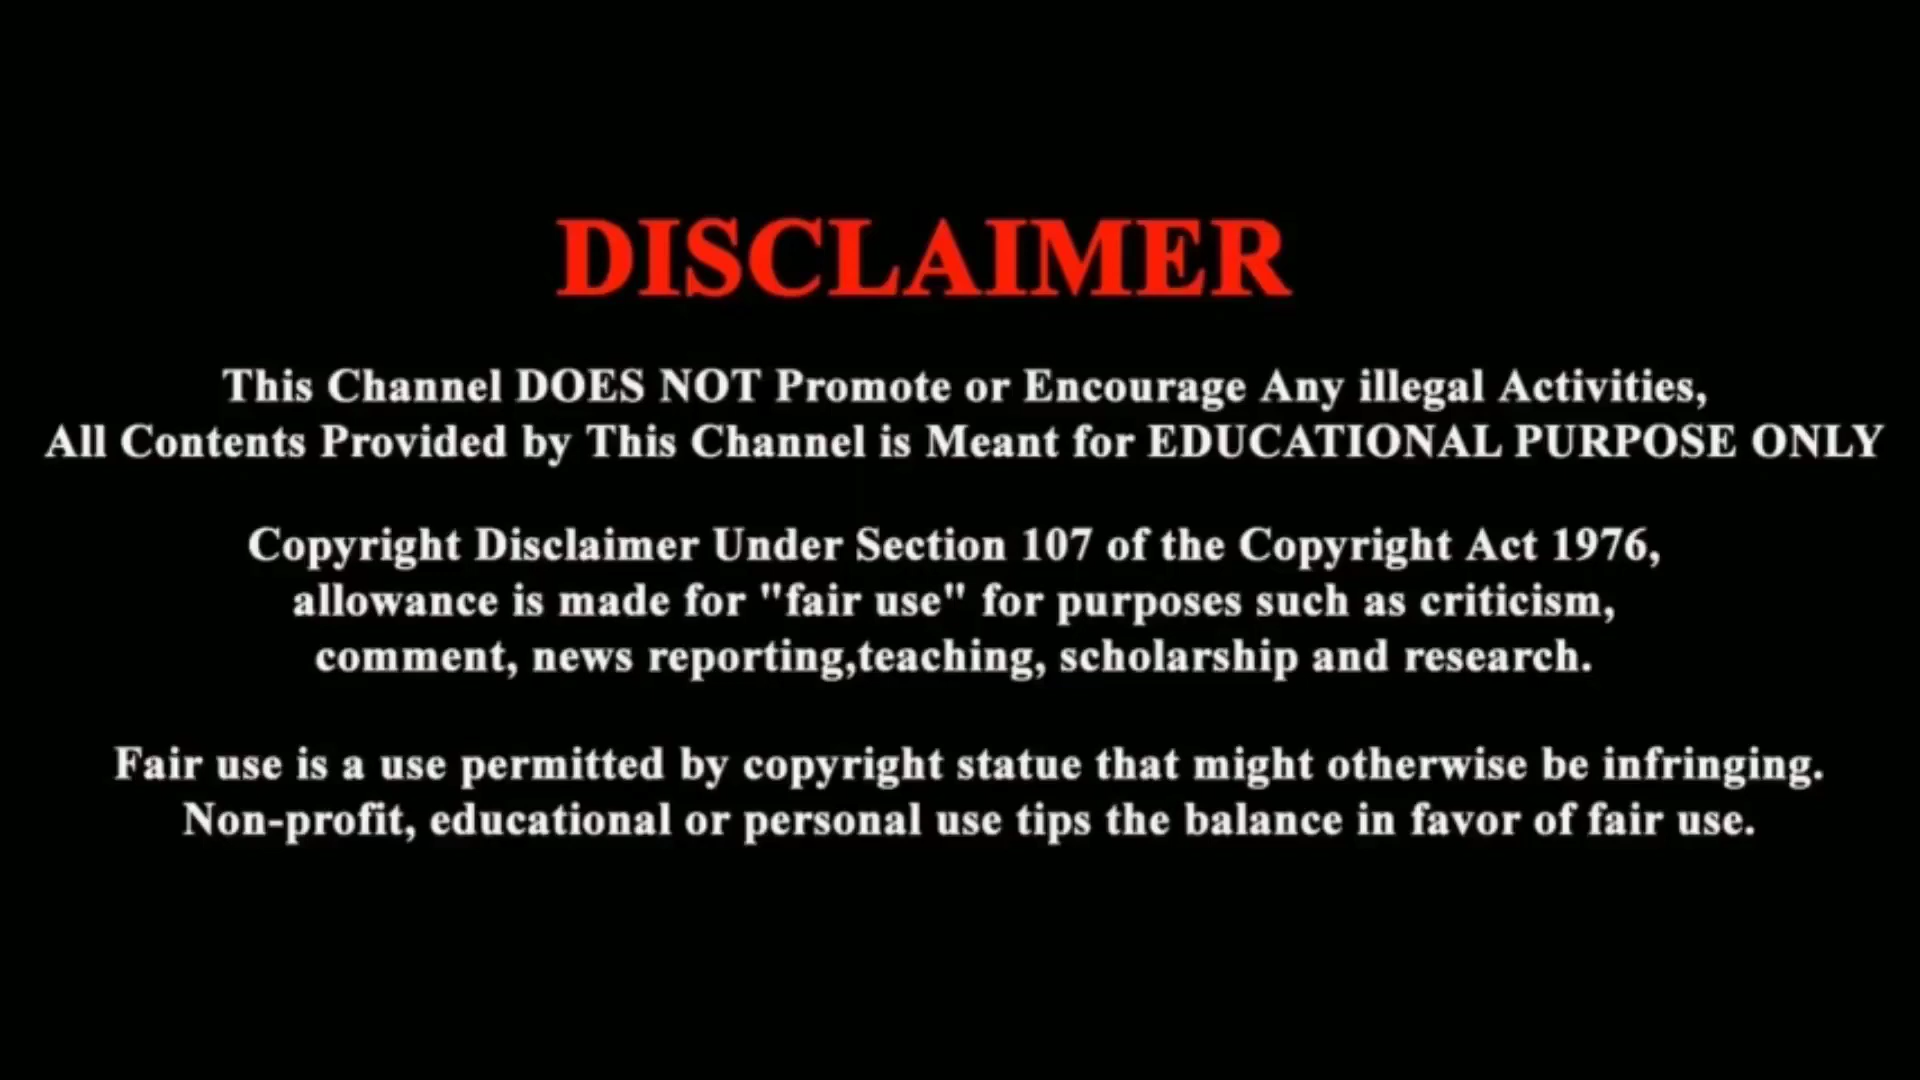 DISCLAIMER
This Channel DOES NOT Promote or Encourage Any illegal Activities,
All Contents Provided by This Channel is Meant for EDUCATIONAL PURPOSE ONLY
Copyright Disclaimer Under Section 107 of the Copyright Act 1976,
allowance is made for "fair use" for purposes such as criticism,
comment, news reporting,teaching, scholarship and research.
Fair use is a use permitted by copyright statue that might otherwise be infringing.
Non-profit, educational or personal use tips the balance in favor of fair use.